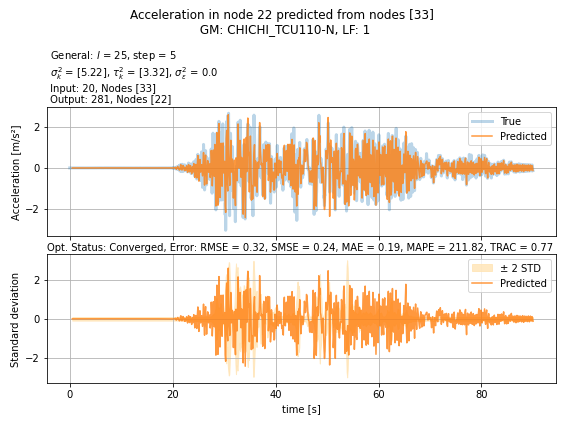 Acceleration in node 22 predicted from nodes [33]
GM: CHICHI_TCU110-N, LF: 1
General: l = 25, step = 5
σ²ₖ = [5.22], τ²ₖ = [3.32], σ²ε = 0.0
Input: 20, Nodes [33]
Output: 281, Nodes [22]
Acceleration [m/s²]
2
0
−2
True
Predicted
Opt. Status: Converged, Error: RMSE = 0.32, SMSE = 0.24, MAE = 0.19, MAPE = 211.82, TRAC = 0.77
Standard deviation
2
0
−2
± 2 STD
Predicted
0 20 40 60 80
time [s]